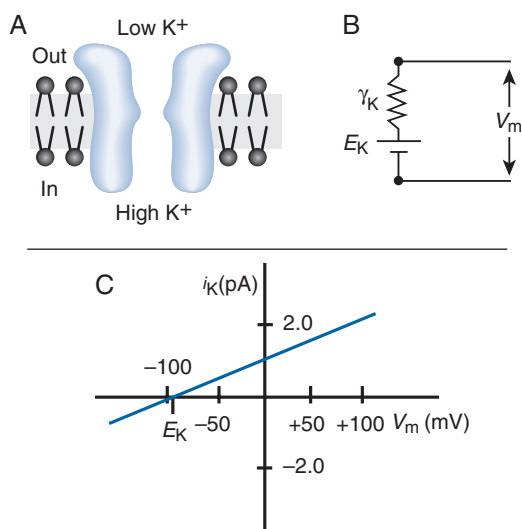 A
Low K+
Out
In
High K+
B
γK
EK
Vm
C
iK(pA)
2.0
−100
EK
−50
+50
+100
Vm (mV)
−2.0